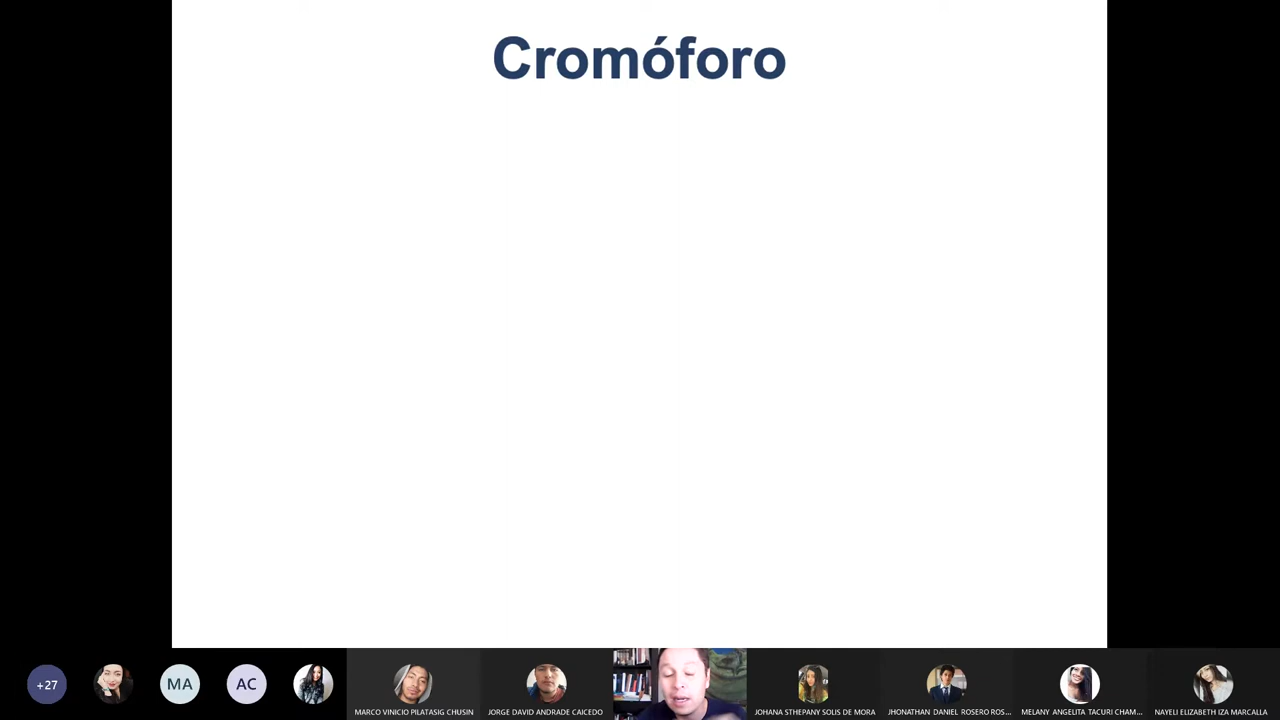 Cromóforo
+27
MA
AC
MARCO VINICIO PILATASIG CHUSIN
JORGE DAVID ANDRADE CAICEDO
JOHANA STHEPANY SOLIS DE MORA
JHONATHAN DANIEL ROSERO ROS...
MELANY ANGELITA TACURI CHAM...
NAYELI ELIZABETH IZA MARCALLA